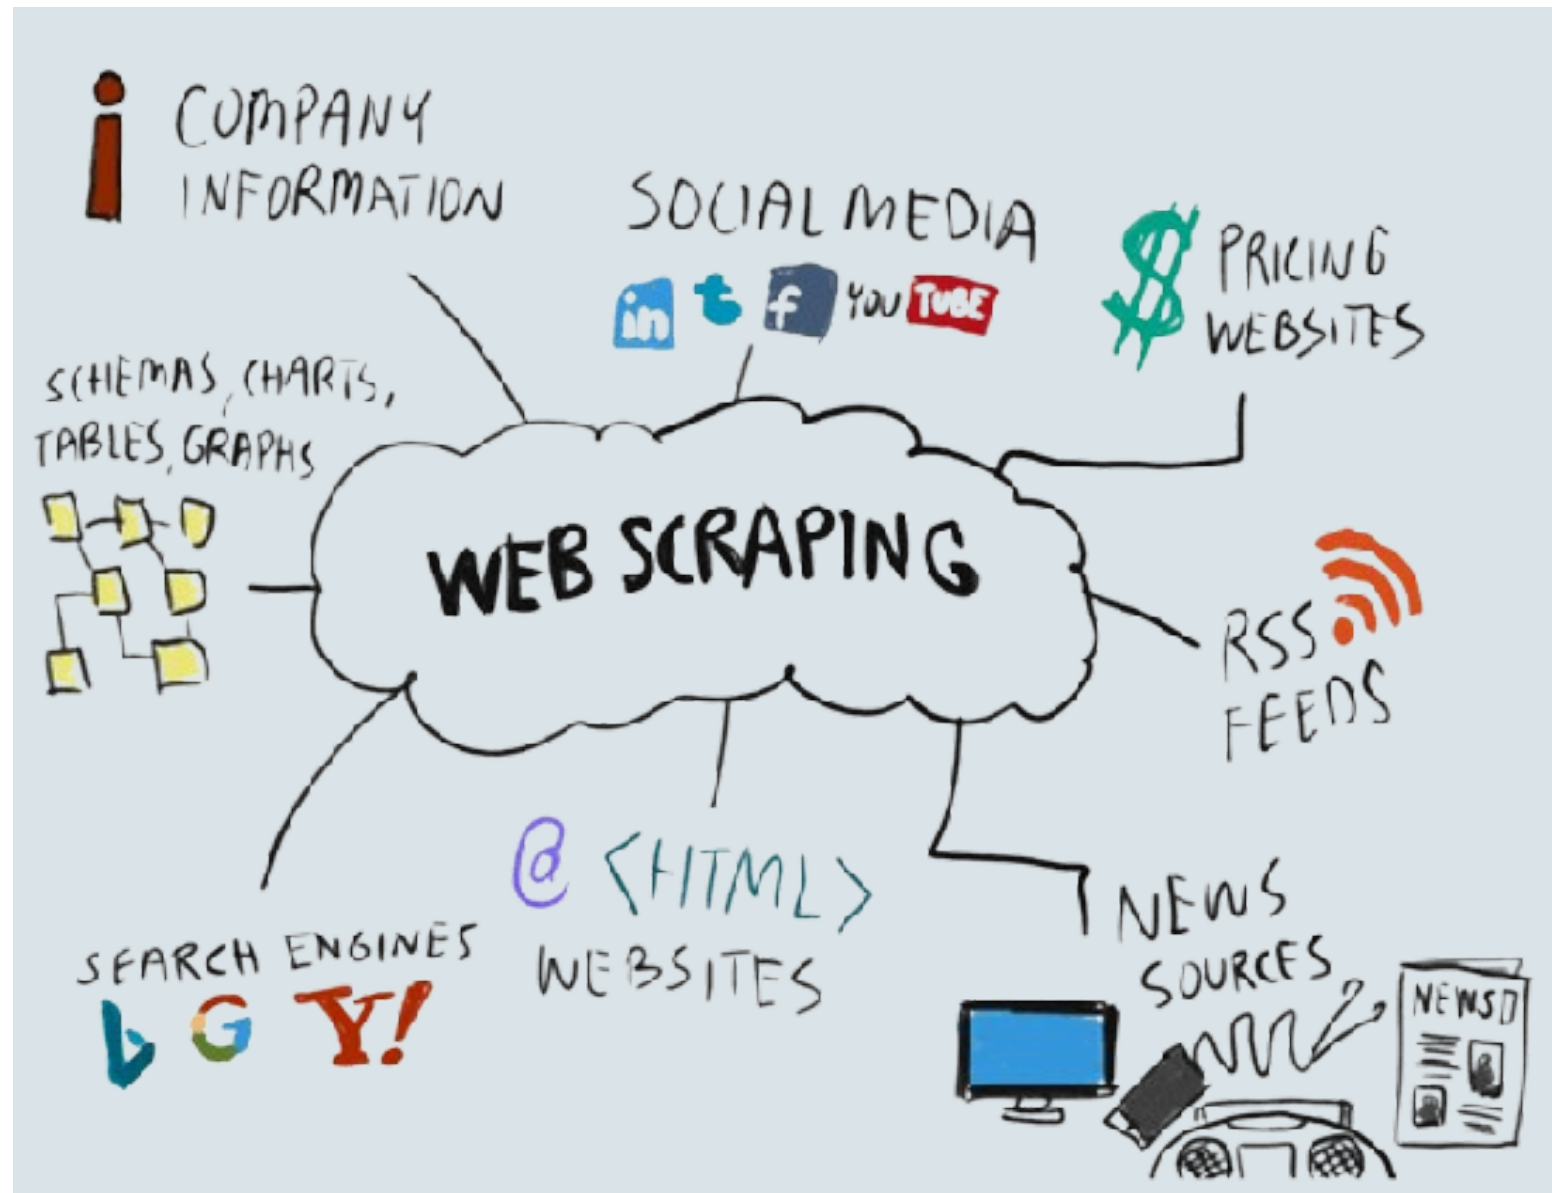 i
COMPANY
INFORMATION
SOCIAL MEDIA
in t f YOU TUBE
$ PRICING
WEBSITES
SCHEMAS, CHARTS,
TABLES, GRAPHS
WEB SCRAPING
RSS
FEEDS
@ <HTML>
WEBSITES
SEARCH ENGINES
b G Y!
NEWS
SOURCES
NEWS